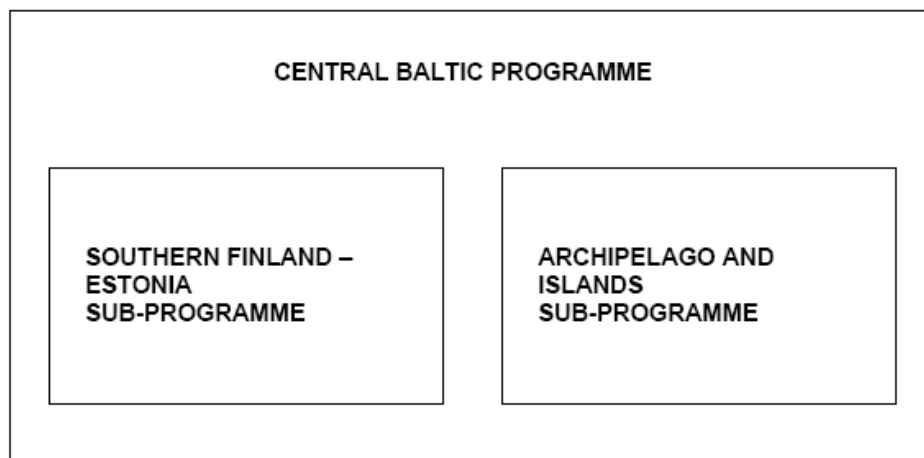 CENTRAL BALTIC PROGRAMME
SOUTHERN FINLAND –
ESTONIA
SUB-PROGRAMME
ARCHIPELAGO AND
ISLANDS
SUB-PROGRAMME